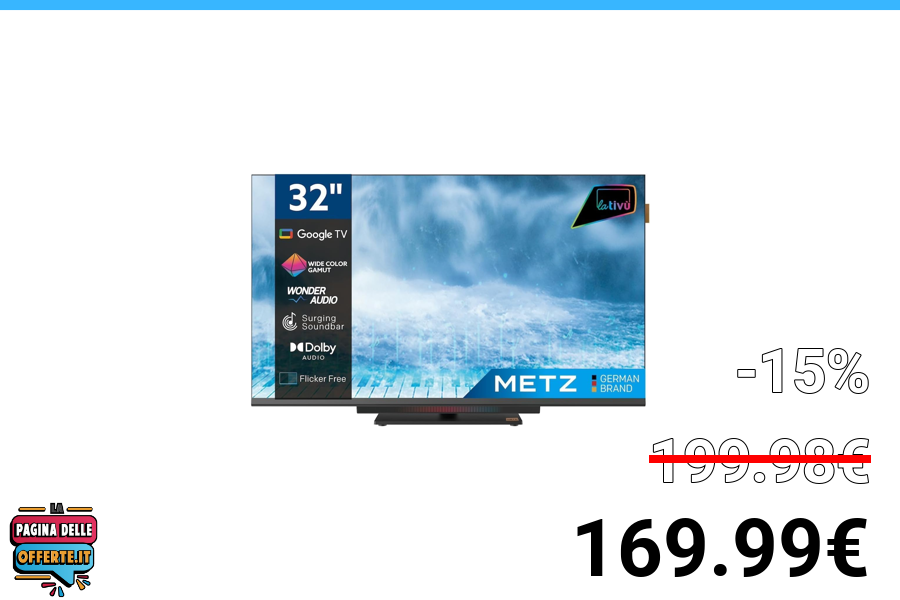 32"
Google TV
WIDE COLOR
GAMUT
WONDER
AUDIO
Surging
Soundbar
Dolby
AUDIO
Flicker Free
lativù
METZ
GERMAN
BRAND
-15%
199.98€
169.99€
LA
PAGINA DELLE
OFFERTE.IT